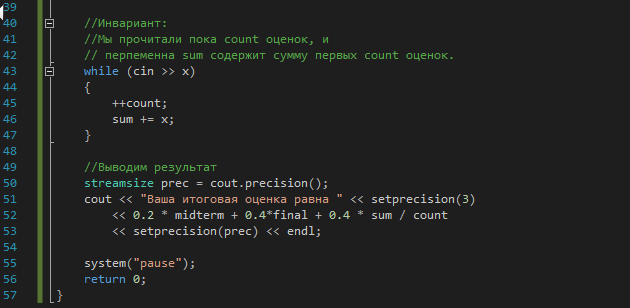 39
40 //Инвариант:
41 //Мы прочитали пока count оценок, и
42 // перпеменна sum содержит сумму первых count оценок.
43 while (cin >> x)
44 {
45 ++count;
46 sum += x;
47 }
48
49 //Выводим результат
50 streamsize prec = cout.precision();
51 cout << "Ваша итоговая оценка равна " << setprecision(3)
52 << 0.2 * midterm + 0.4*final + 0.4 * sum / count
53 << setprecision(prec) << endl;
54
55 system("pause");
56 return 0;
57 }